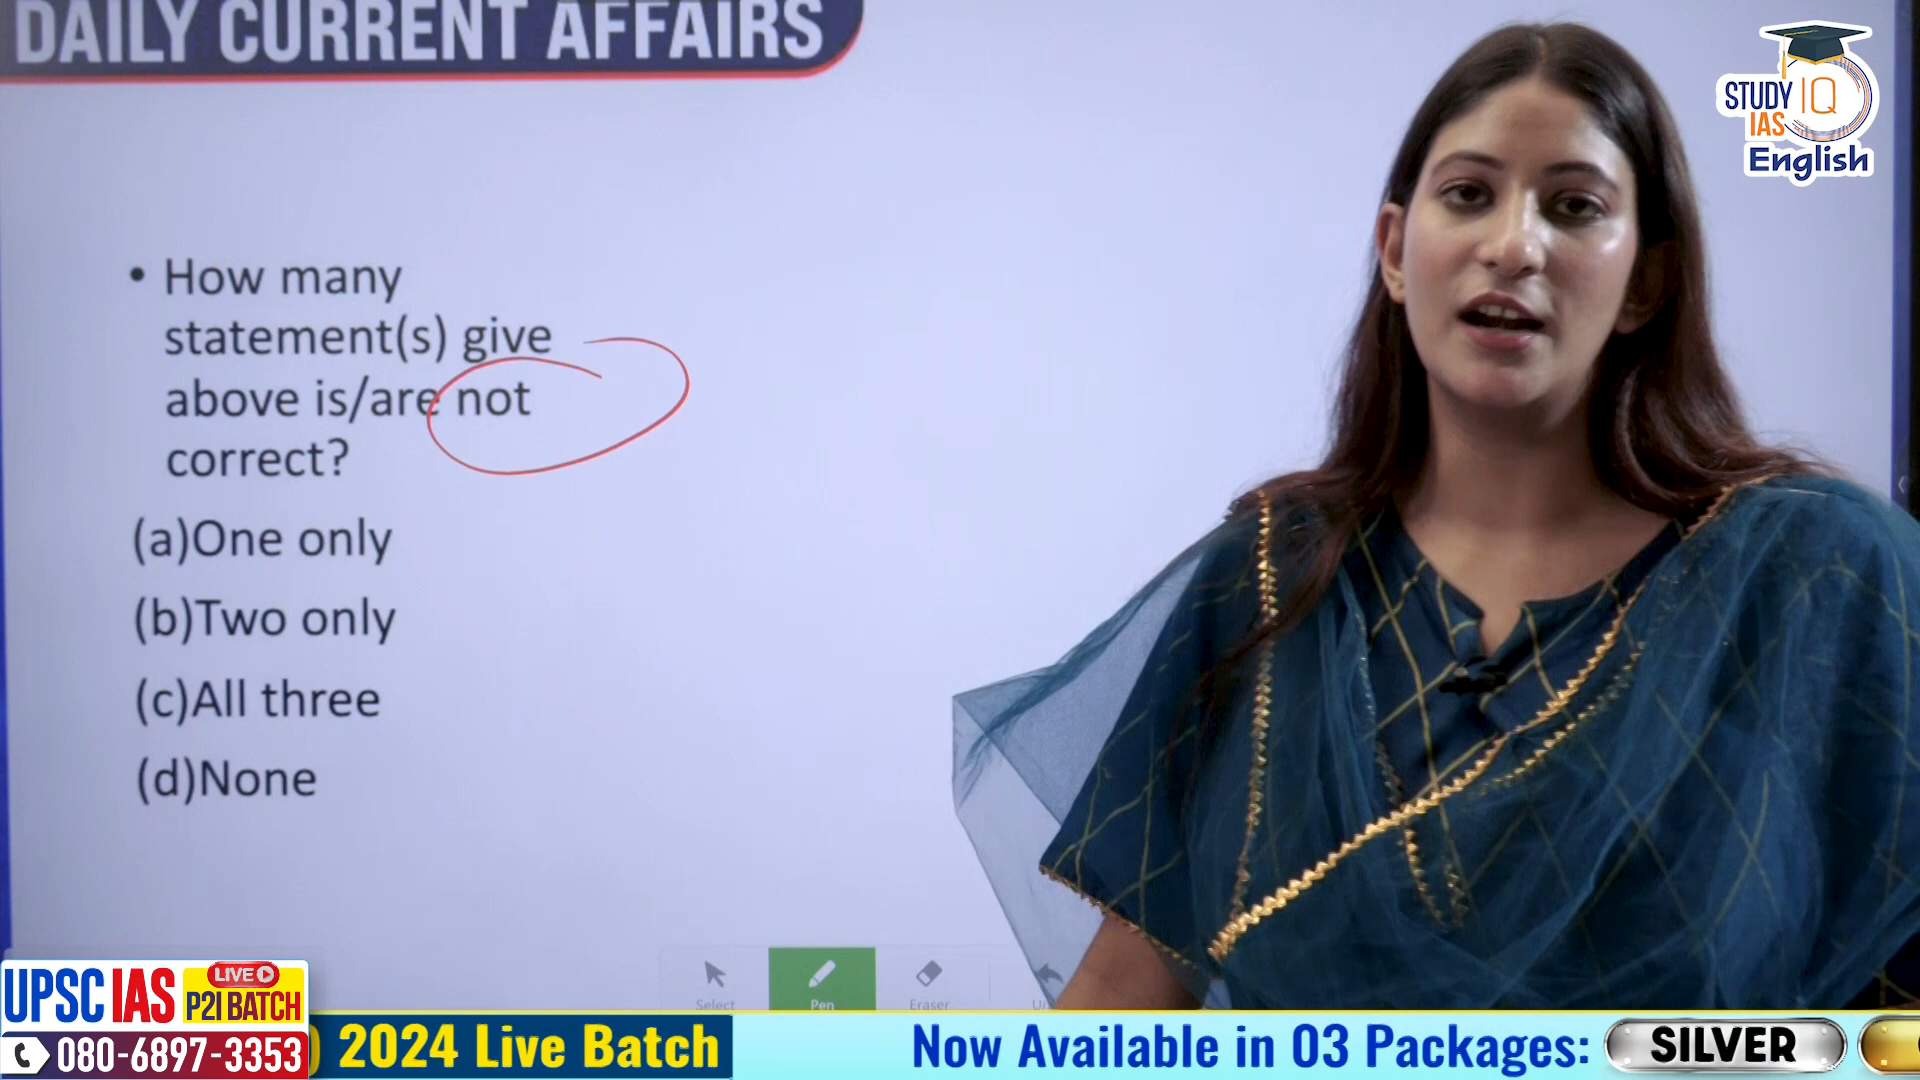 DAILY CURRENT AFFAIRS
STUDY IQ
IAS
English
• How many
statement(s) give
above is/are not
correct?
(a)One only
(b)Two only
(c)All three
(d)None
Select
Pen
Eraser
UPSC IAS
LIVE
P2I BATCH
080-6897-3353
2024 Live Batch
Now Available in 03 Packages:
SILVER